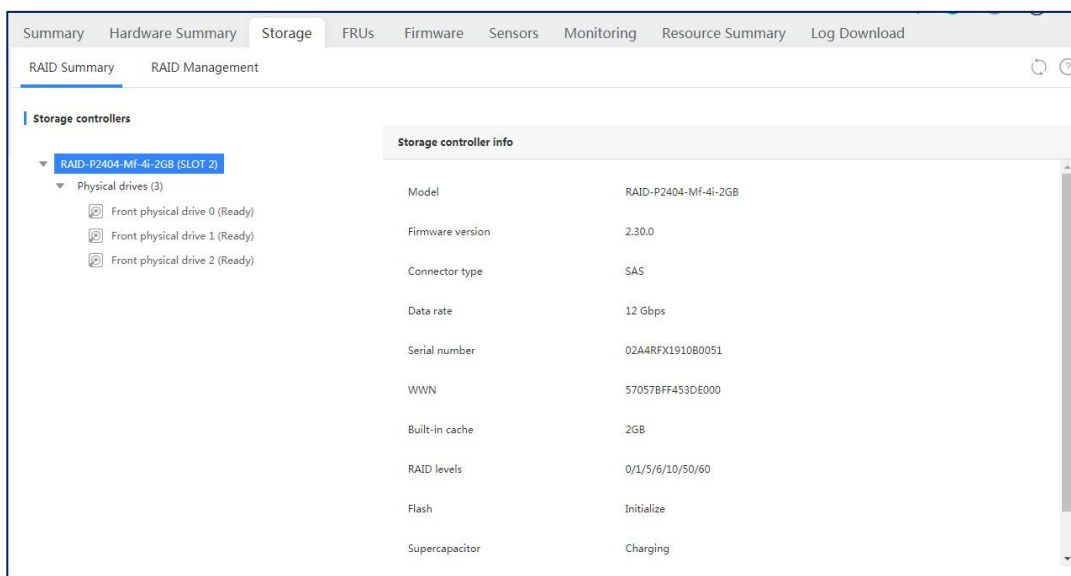 Summary Hardware Summary Storage FRUs Firmware Sensors Monitoring Resource Summary Log Download
RAID Summary RAID Management
Storage controllers
RAID-P2404-Mf-4i-2GB (SLOT 2)
Physical drives (3)
Front physical drive 0 (Ready)
Front physical drive 1 (Ready)
Front physical drive 2 (Ready)
Storage controller info
Model RAID-P2404-Mf-4i-2GB
Firmware version 2.30.0
Connector type SAS
Data rate 12 Gbps
Serial number 02A4RFX1910B0051
WWN 57057BFF453DE000
Built-in cache 2GB
RAID levels 0/1/5/6/10/50/60
Flash Initialize
Supercapacitor Charging